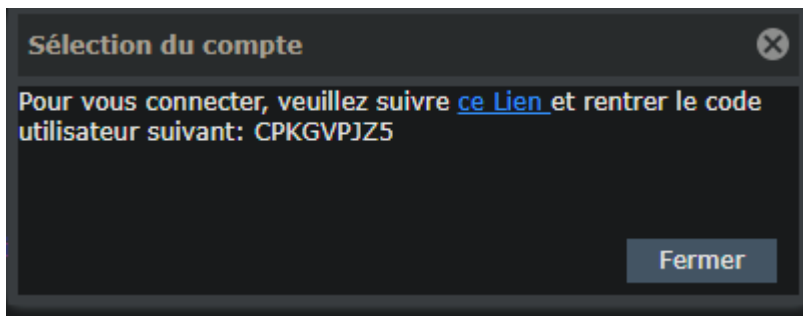 Sélection du compte
Pour vous connecter, veuillez suivre ce Lien et rentrer le code
utilisateur suivant: CPKGVPJZ5
Fermer